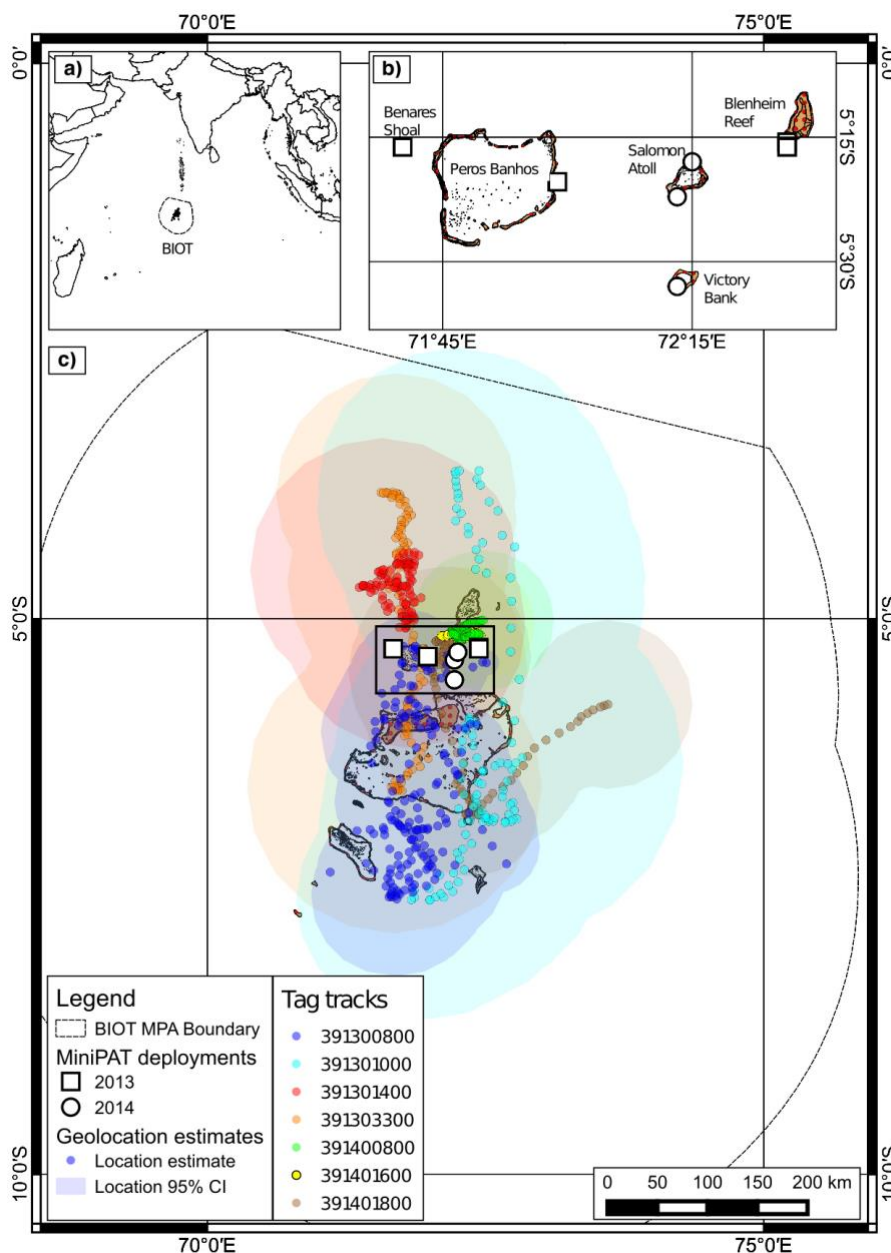 70°0′E
75°0′E
0°0′
0°0′
a)
BIOT
b)
Benares
Shoal
Blenheim
Reef
Peros Banhos
Salomon
Atoll
Victory
Bank
5°15′S
5°30′S
71°45′E
72°15′E
c)
5°0′S
5°0′S
Legend
BIOT MPA Boundary
MiniPAT deployments
2013
2014
Geolocation estimates
Location estimate
Location 95% CI
Tag tracks
391300800
391301000
391301400
391303300
391400800
391401600
391401800
0 50 100 150 200 km
10°0′S
10°0′S
70°0′E
75°0′E